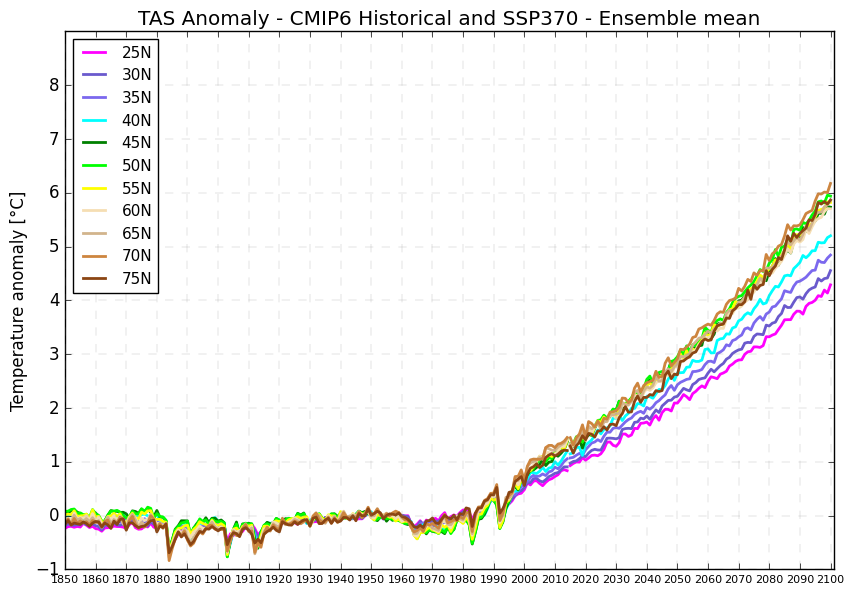 TAS Anomaly - CMIP6 Historical and SSP370 - Ensemble mean
Temperature anomaly [°C]
25N
30N
35N
40N
45N
50N
55N
60N
65N
70N
75N
8
7
6
5
4
3
2
1
0
−1
1850 1860 1870 1880 1890 1900 1910 1920 1930 1940 1950 1960 1970 1980 1990 2000 2010 2020 2030 2040 2050 2060 2070 2080 2090 2100